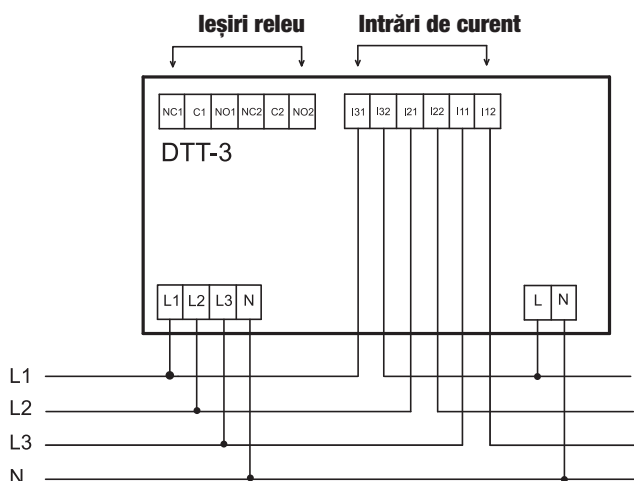 Ieșiri releu Intrări de curent
NC1 C1 NO1 NC2 C2 NO2 I31 I32 I21 I22 I11 I12
DTT-3
L1 L2 L3 N L N
L1
L2
L3
N